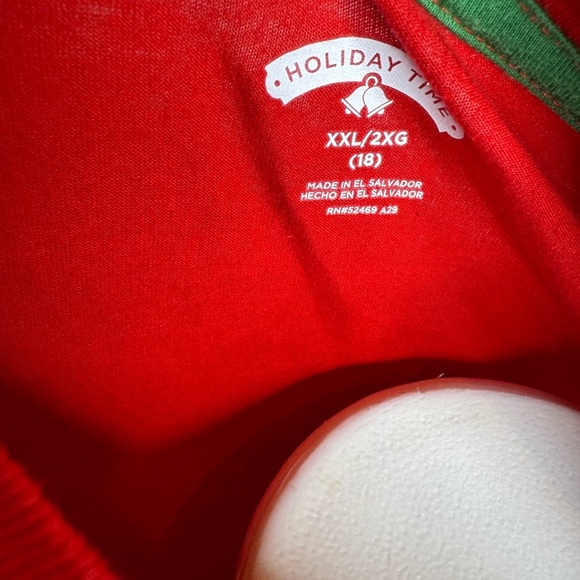 HOLIDAY TIME
XXL/2XG
(18)
MADE IN EL SALVADOR
HECHO EN EL SALVADOR
RN#52469 A29